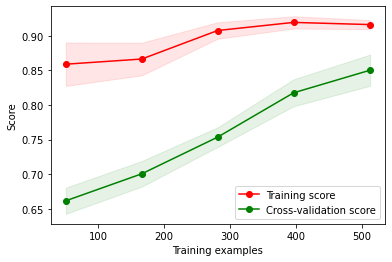 0.90
0.85
0.80
0.75
0.70
0.65
Score
100
200
300
400
500
Training examples
Training score
Cross-validation score